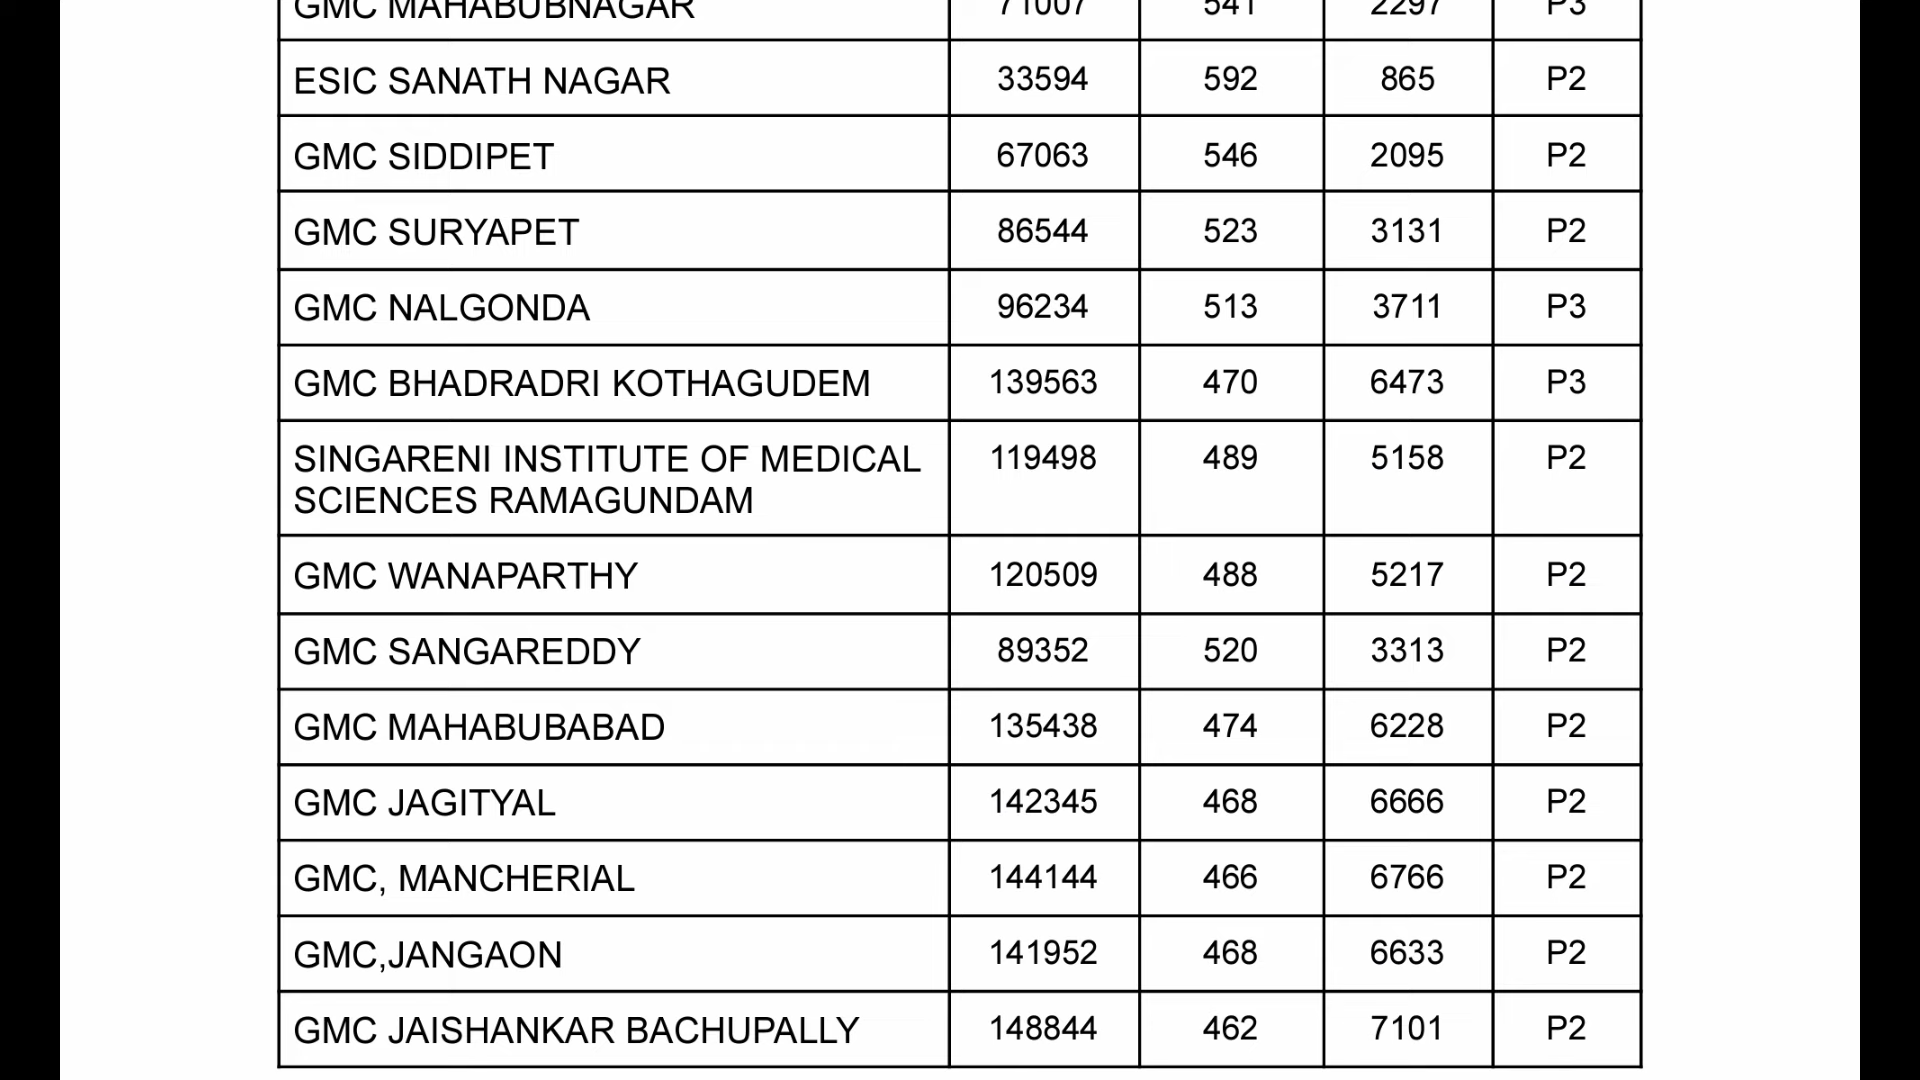 GMC MAHABUBNAGAR 71007 541 2297 P3
ESIC SANATH NAGAR 33594 592 865 P2
GMC SIDDIPET 67063 546 2095 P2
GMC SURYAPET 86544 523 3131 P2
GMC NALGONDA 96234 513 3711 P3
GMC BHADRADRI KOTHAGUDEM 139563 470 6473 P3
SINGARENI INSTITUTE OF MEDICAL 119498 489 5158 P2
SCIENCES RAMAGUNDAM
GMC WANAPARTHY 120509 488 5217 P2
GMC SANGAREDDY 89352 520 3313 P2
GMC MAHABUBABAD 135438 474 6228 P2
GMC JAGITYAL 142345 468 6666 P2
GMC, MANCHERIAL 144144 466 6766 P2
GMC,JANGAON 141952 468 6633 P2
GMC JAISHANKAR BACHUPALLY 148844 462 7101 P2